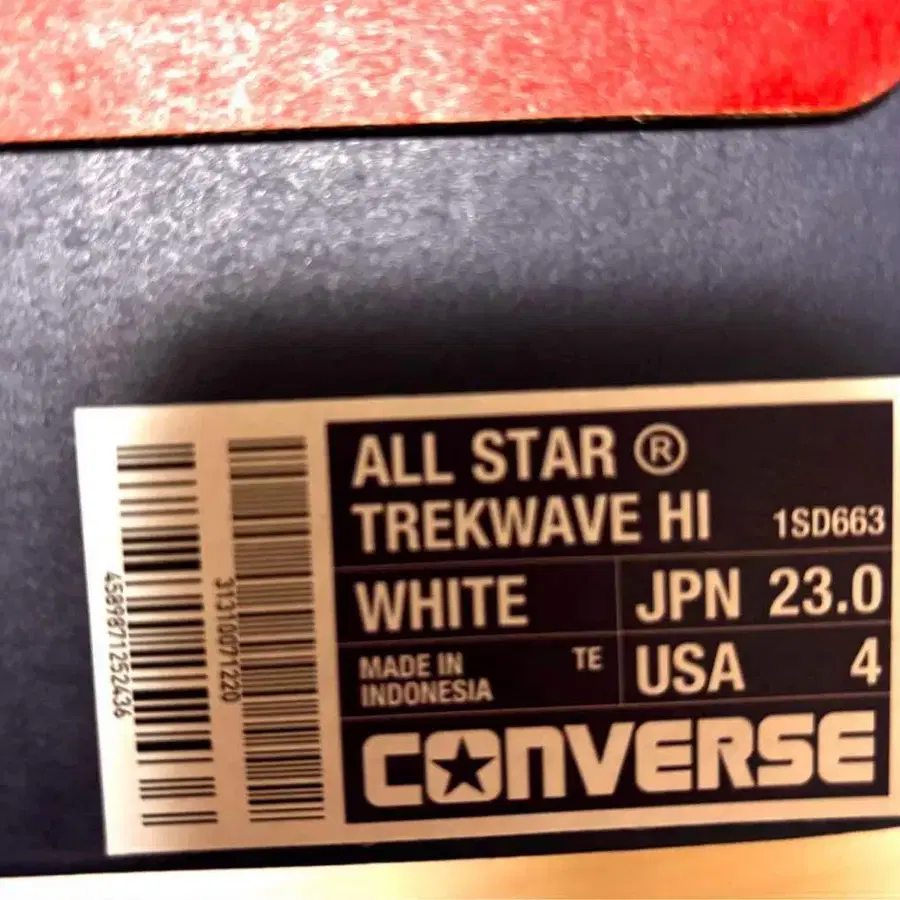 4589871252436
31310071220
ALL STAR ®
TREKWAVE HI 1SD663
WHITE JPN 23.0
MADE IN INDONESIA TE USA 4
CONVERSE